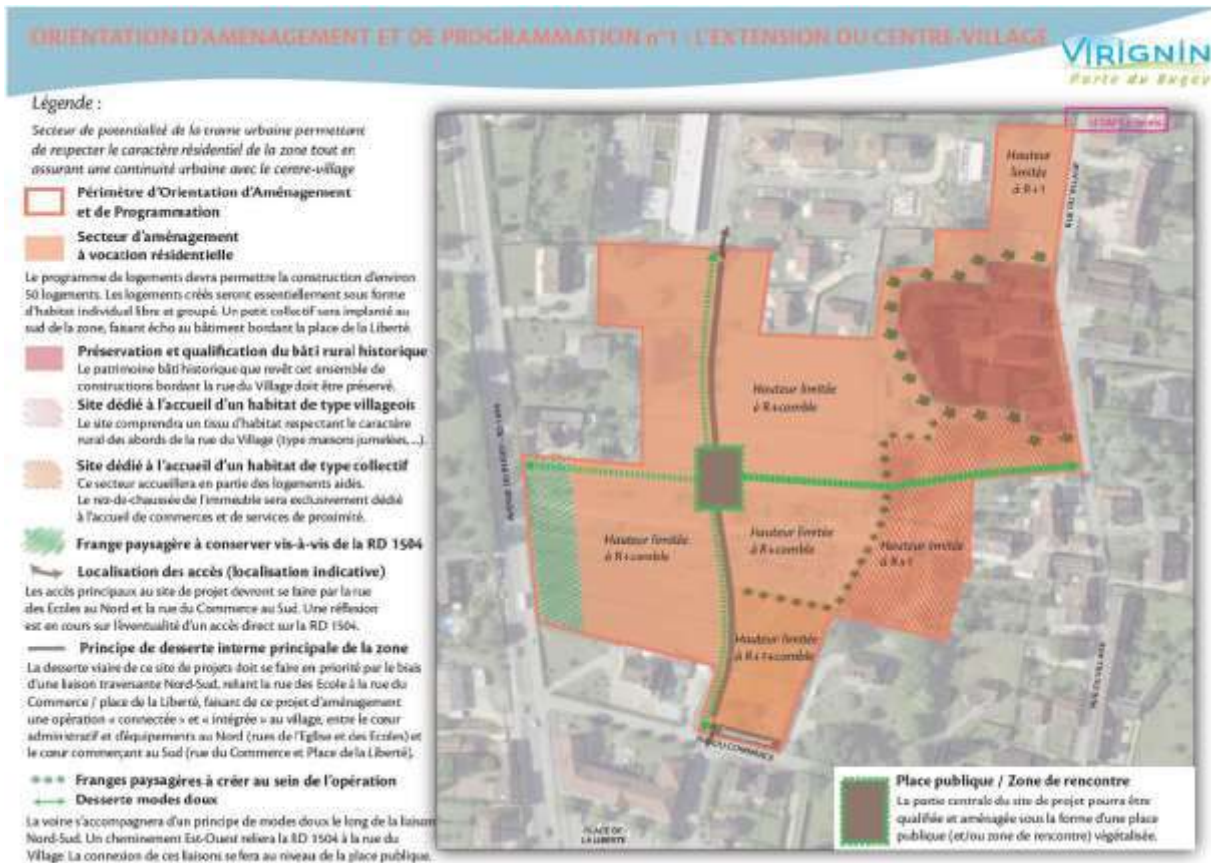 ORIENTATION D'AMENAGEMENT ET DE PROGRAMMATION n°1 : L'EXTENSION DU CENTRE-VILLAGE
VIRIGNIN
Porte du Bugey
Légende :
Secteur de potentialité de la trame urbaine permettant
de respecter le caractère résidentiel de la zone tout en
assurant une continuité urbaine avec le centre-village
Périmètre d'Orientation d'Aménagement
et de Programmation
Secteur d'aménagement
à vocation résidentielle
Le programme de logements devra permettre la construction d'environ
50 logements. Les logements créés seront essentiellement sous forme
d'habitat individuel libre et groupé. Un petit collectif sera implanté au
sud de la zone, faisant écho au bâtiment bordant la place de la Liberté.
Préservation et qualification du bâti rural historique
Le patrimoine bâti historique que revêt cet ensemble de
constructions bordant la rue du Village doit être préservé.
Site dédié à l'accueil d'un habitat de type villageois
Le site comprendra un tissu d'habitat respectant le caractère
rural des abords de la rue du Village (type maisons jumelées, ...).
Site dédié à l'accueil d'un habitat de type collectif
Ce secteur accueillera en partie des logements aidés.
Le rez-de-chaussée de l'immeuble sera exclusivement dédié
à l'accueil de commerces et de services de proximité.
Frange paysagère à conserver vis-à-vis de la RD 1504
Localisation des accès (localisation indicative)
Les accès principaux au site de projet devront se faire par la rue
des Ecoles au Nord et la rue du Commerce au Sud. Une réflexion
est en cours sur l'éventualité d'un accès direct sur la RD 1504.
Principe de desserte interne principale de la zone
La desserte viaire de ce site de projets doit se faire en priorité par le biais
d'une liaison traversante Nord-Sud, reliant la rue des Ecole à la rue du
Commerce / place de la Liberté, faisant de ce projet d'aménagement
une opération « connectée » et « intégrée » au village, entre le cœur
administratif et d'équipements au Nord (rues de l'Eglise et des Ecoles) et
le cœur commerçant au Sud (rue du Commerce et Place de la Liberté).
Franges paysagères à créer au sein de l'opération
Desserte modes doux
La voirie s'accompagnera d'un principe de modes doux le long de la liaison
Nord-Sud. Un cheminement Est-Ouest reliera la RD 1504 à la rue du
Village. La connexion de ces liaisons se fera au niveau de la place publique.
Hauteur
limitée
à R+1
Hauteur limitée
à R+comble
Hauteur limitée
à R+comble
Hauteur limitée
à R+comble
Hauteur limitée
à R+1
Hauteur limitée
à R+1+comble
DU COMMERCE
PLACE DE
LA LIBERTE
Place publique / Zone de rencontre
La partie centrale du site de projet pourra être
qualifiée et aménagée sous la forme d'une place
publique (et/ou zone de rencontre) végétalisée.